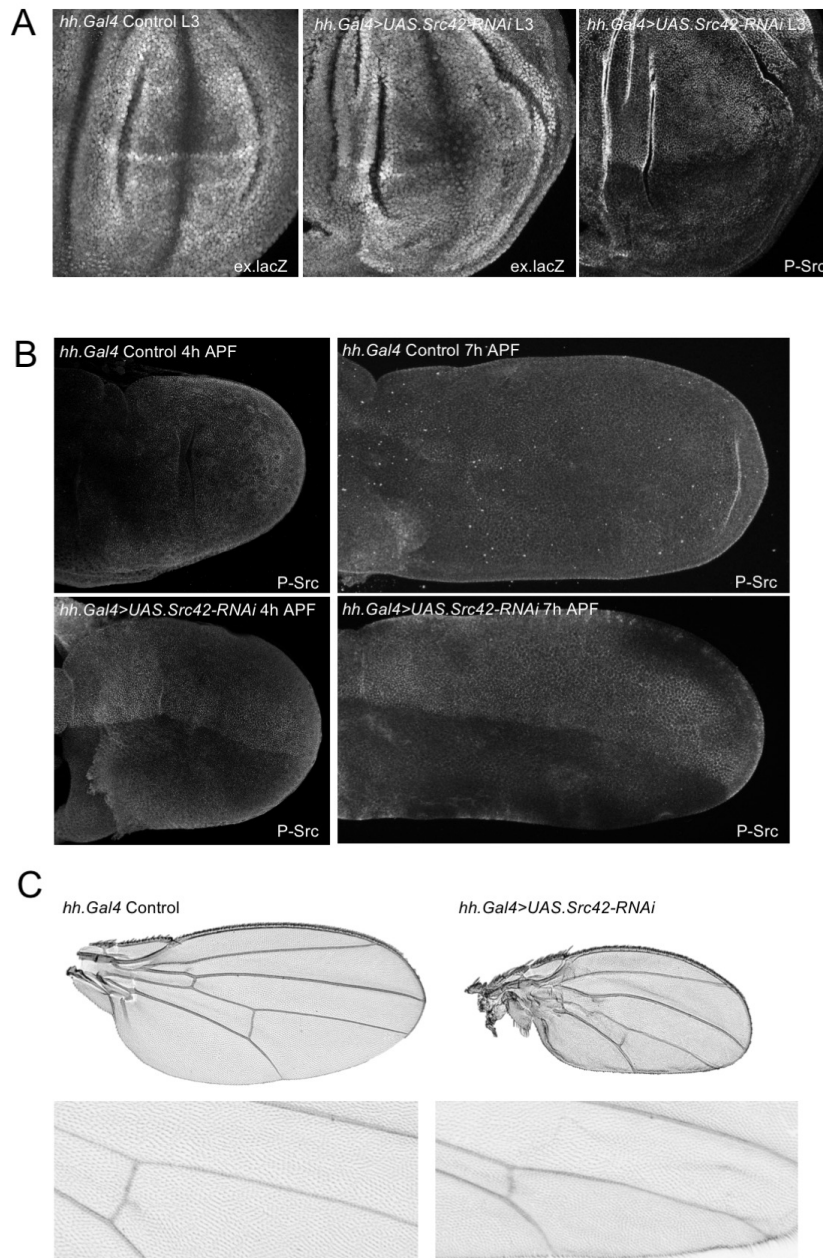 A
hh.Gal4 Control L3
ex.lacZ
hh.Gal4>UAS.Src42-RNAi L3
ex.lacZ
hh.Gal4>UAS.Src42-RNAi L3
P-Src
B
hh.Gal4 Control 4h APF
P-Src
hh.Gal4 Control 7h APF
P-Src
hh.Gal4>UAS.Src42-RNAi 4h APF
P-Src
hh.Gal4>UAS.Src42-RNAi 7h APF
P-Src
C
hh.Gal4 Control
hh.Gal4>UAS.Src42-RNAi